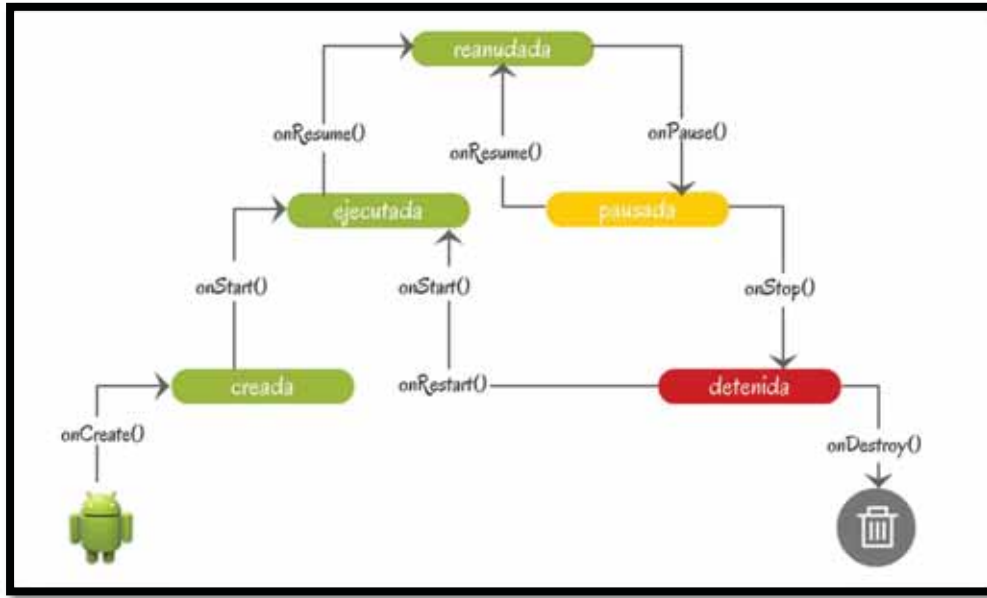 reanudada
onResume()
onResume()
onPause()
ejecutada
pausada
onStart()
onStart()
onStop()
creada
onRestart()
detenida
onCreate()
onDestroy()